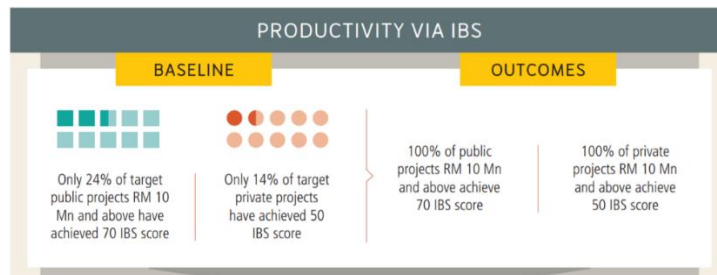 PRODUCTIVITY VIA IBS
BASELINE
OUTCOMES
Only 24% of target
public projects RM 10
Mn and above have
achieved 70 IBS score
Only 14% of target
private projects
have achieved 50
IBS score
100% of public
projects RM 10 Mn
and above achieve
70 IBS score
100% of private
projects RM 10 Mn
and above achieve
50 IBS score